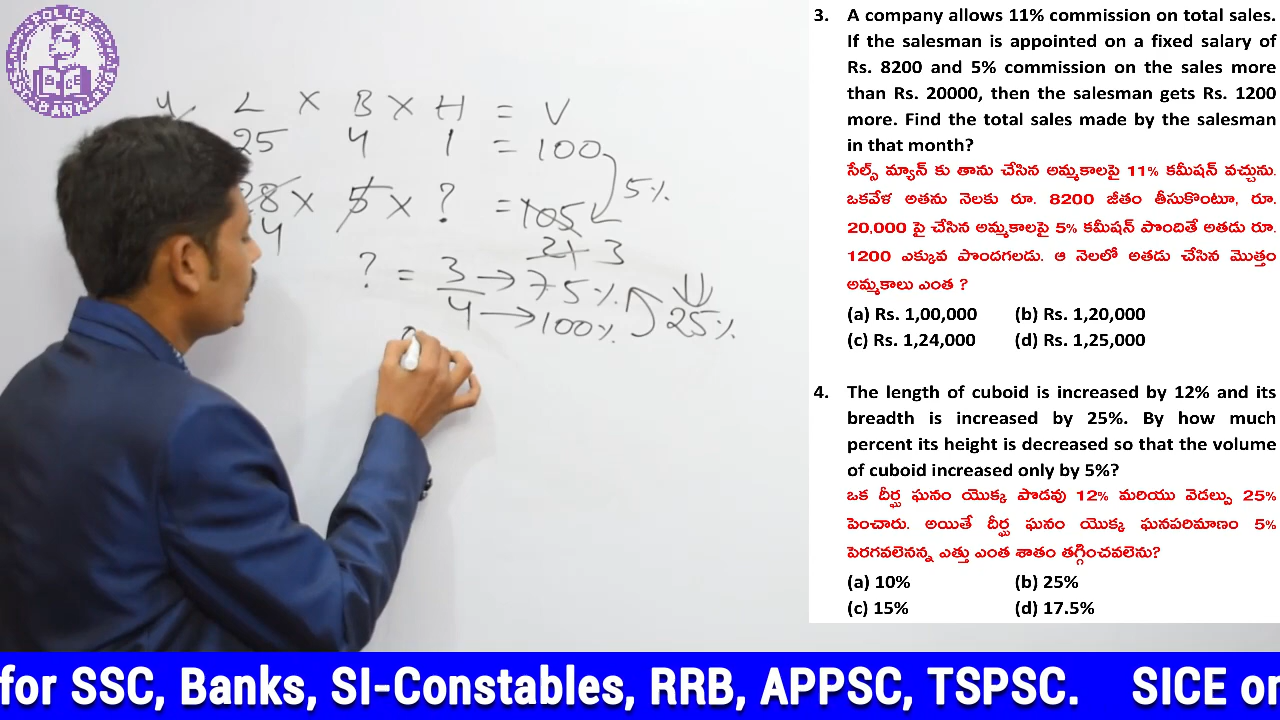 POLICE
BANK
4
L × B × H = V
25 4 1 = 100
5%
28 × 5 × ? = 105
4 21 3
? = 3/4 → 75%
→ 100% 25%
3. A company allows 11% commission on total sales.
If the salesman is appointed on a fixed salary of
Rs. 8200 and 5% commission on the sales more
than Rs. 20000, then the salesman gets Rs. 1200
more. Find the total sales made by the salesman
in that month?
సేల్స్ మ్యాన్ కు తాను చేసిన అమ్మకాలపై 11% కమీషన్ వచ్చును.
ఒకవేళ అతను నెలకు రూ. 8200 జీతం తీసుకొంటూ, రూ.
20,000 పై చేసిన అమ్మకాలపై 5% కమీషన్ పొందితే అతడు రూ.
1200 ఎక్కువ పొందగలడు. ఆ నెలలో అతడు చేసిన మొత్తం
అమ్మకాలు ఎంత ?
(a) Rs. 1,00,000 (b) Rs. 1,20,000
(c) Rs. 1,24,000 (d) Rs. 1,25,000
4. The length of cuboid is increased by 12% and its
breadth is increased by 25%. By how much
percent its height is decreased so that the volume
of cuboid increased only by 5%?
ఒక దీర్ఘ ఘనం యొక్క పొడవు 12% మరియు వెడల్పు 25%
పెంచారు. అయితే దీర్ఘ ఘనం యొక్క ఘనపరిమాణం 5%
పెరగవలెనన్న ఎత్తు ఎంత శాతం తగ్గించవలెను?
(a) 10% (b) 25%
(c) 15% (d) 17.5%
for SSC, Banks, SI-Constables, RRB, APPSC, TSPSC. SICE